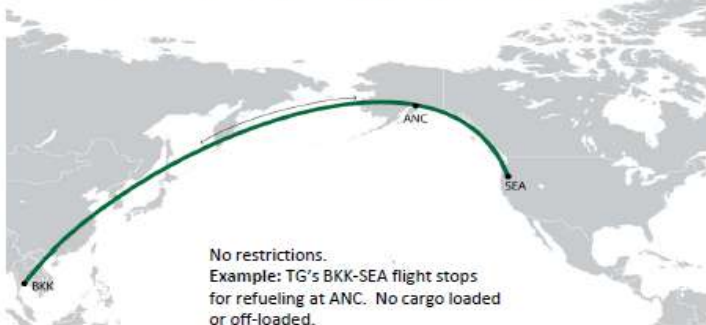 ANC
SEA
BKK
No restrictions.
Example: TG's BKK-SEA flight stops
for refueling at ANC. No cargo loaded
or off-loaded.